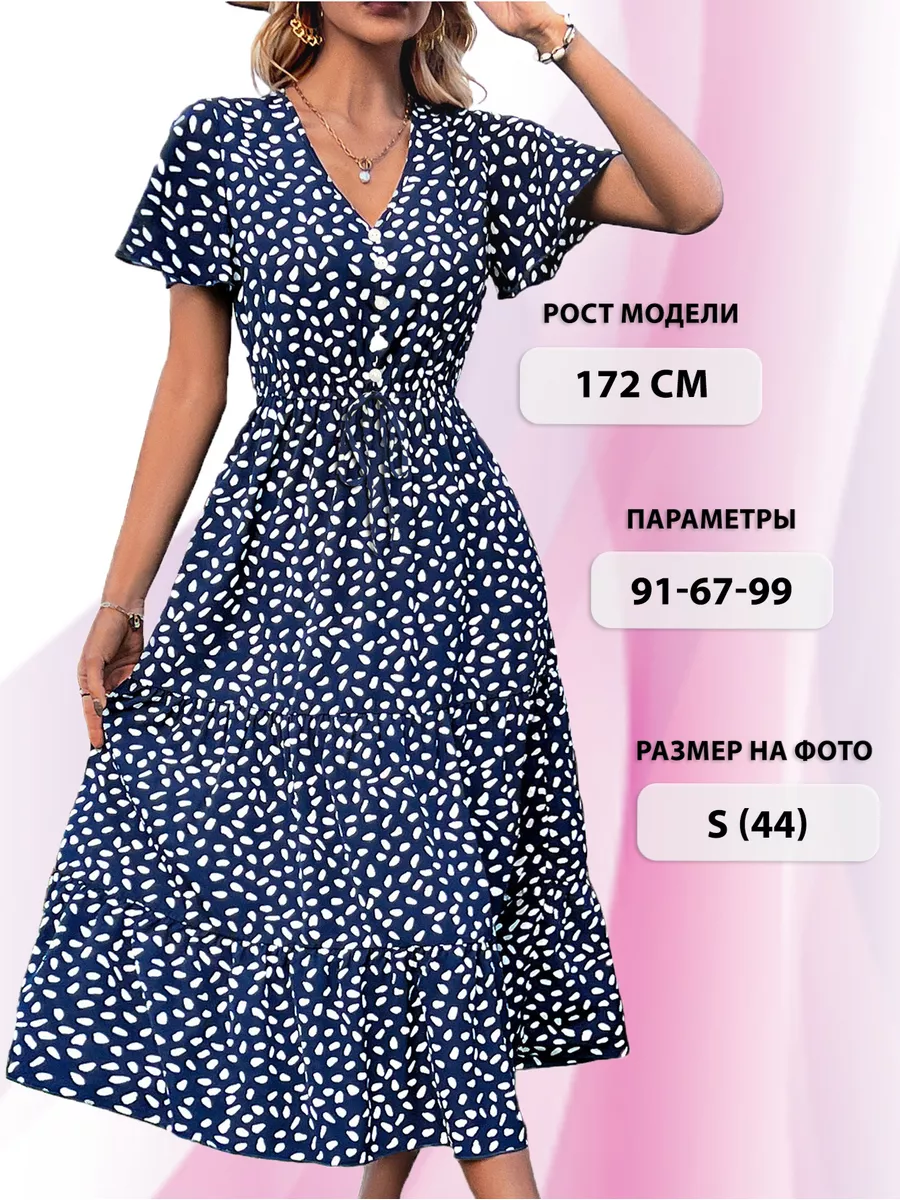 РОСТ МОДЕЛИ
172 СМ
ПАРАМЕТРЫ
91-67-99
РАЗМЕР НА ФОТО
S (44)